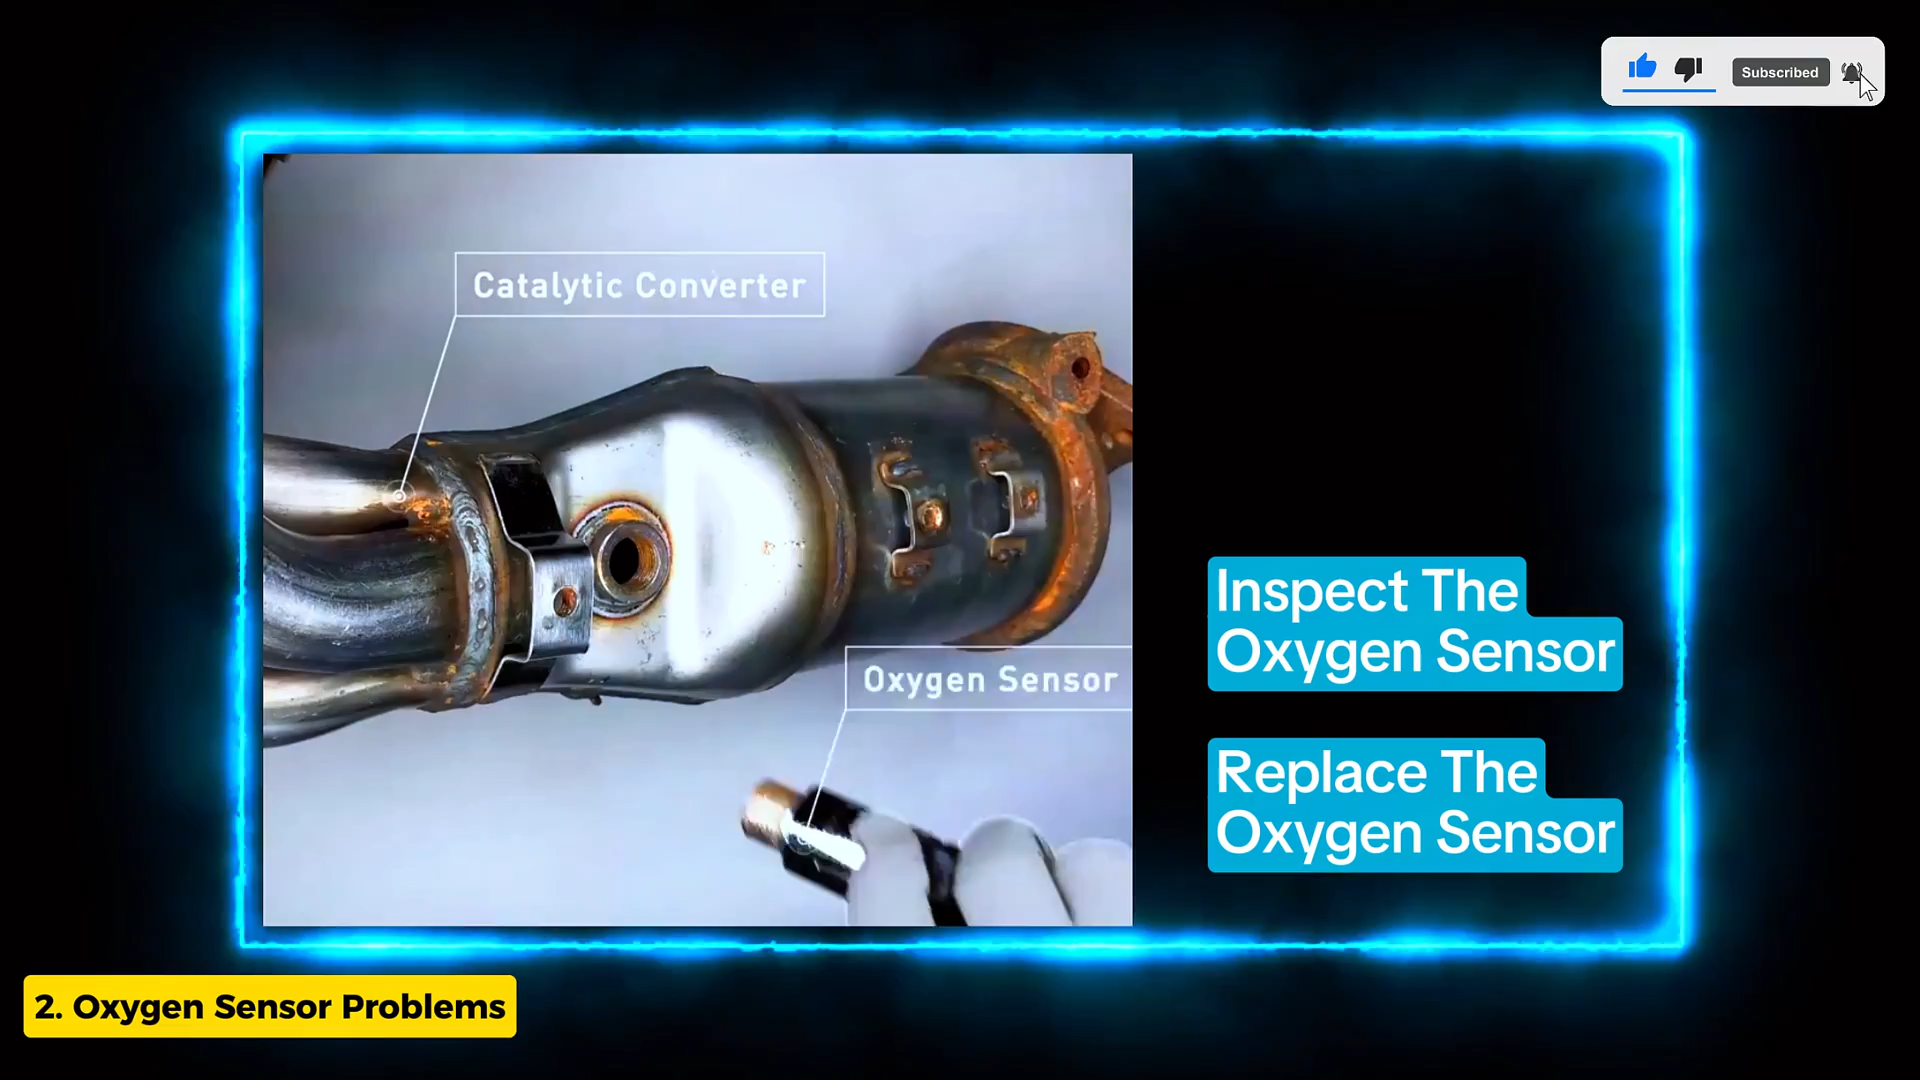 Subscribed
Catalytic Converter
Oxygen Sensor
Inspect The
Oxygen Sensor
Replace The
Oxygen Sensor
2. Oxygen Sensor Problems